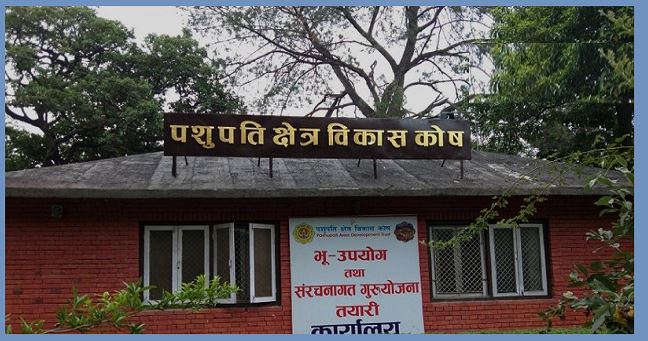 पशुपति क्षेत्र विकास कोष
पशुपति क्षेत्र विकास कोष
Pashupati Area Development Trust
भू-उपयोग
तथा
संरचनागत गुरुयोजना
तयारी
कार्यालय